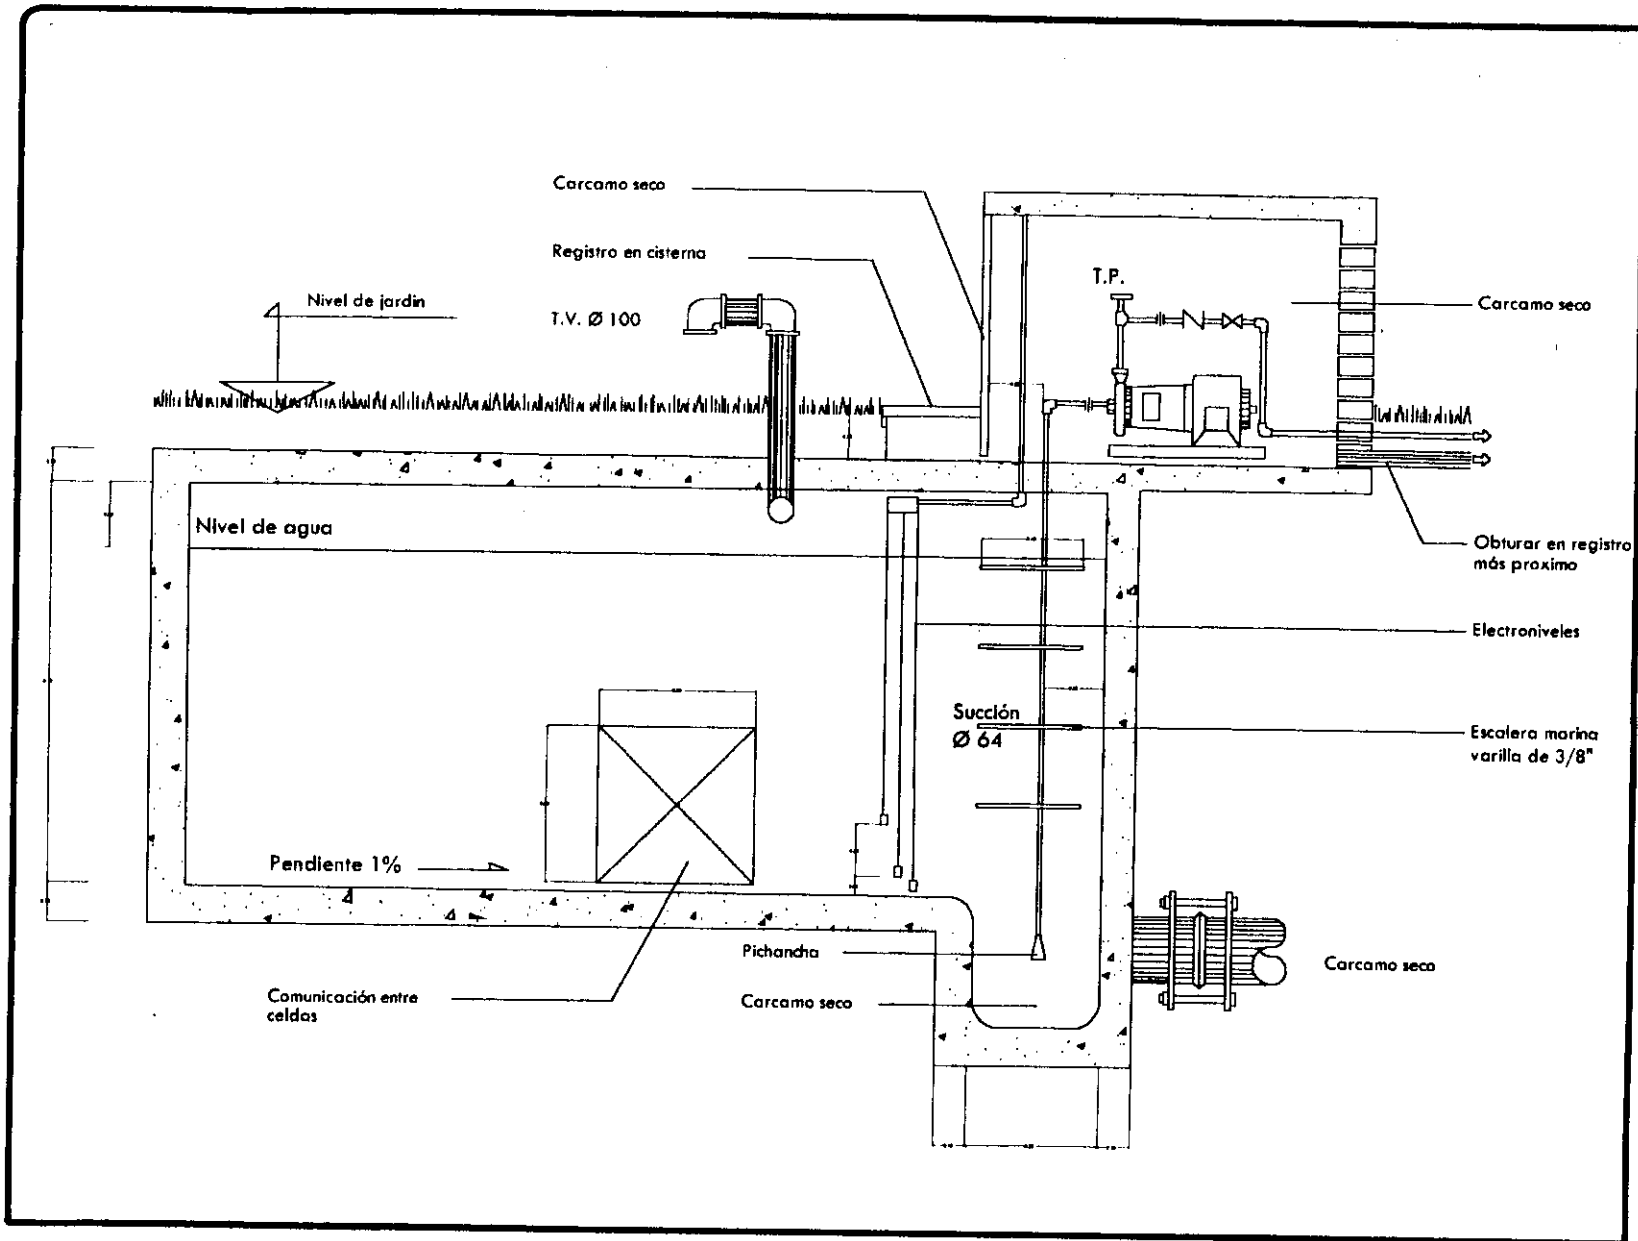 Carcamo seco
Registro en cisterna
Nivel de jardin
T.V. Ø 100
T.P.
Carcamo seco
Nivel de agua
Obturar en registro
más proximo
Electroniveles
Succión
Ø 64
Escalera marina
varilla de 3/8"
Pendiente 1%
Pichancha
Carcamo seco
Carcamo seco
Comunicación entre
celdas